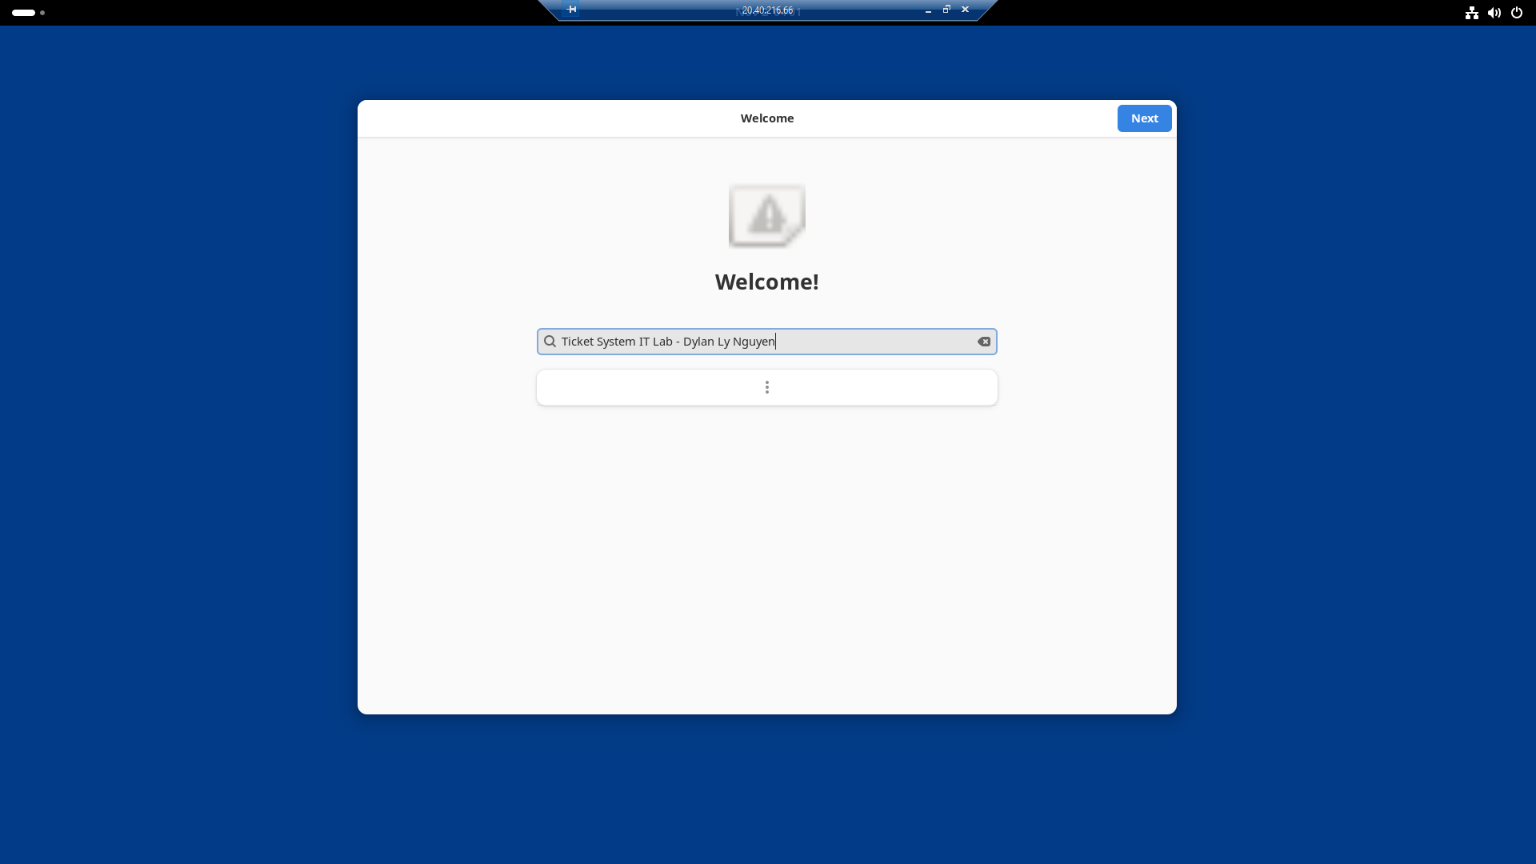 20.40.216.66
Welcome
Next
Welcome!
Ticket System IT Lab - Dylan Ly Nguyen